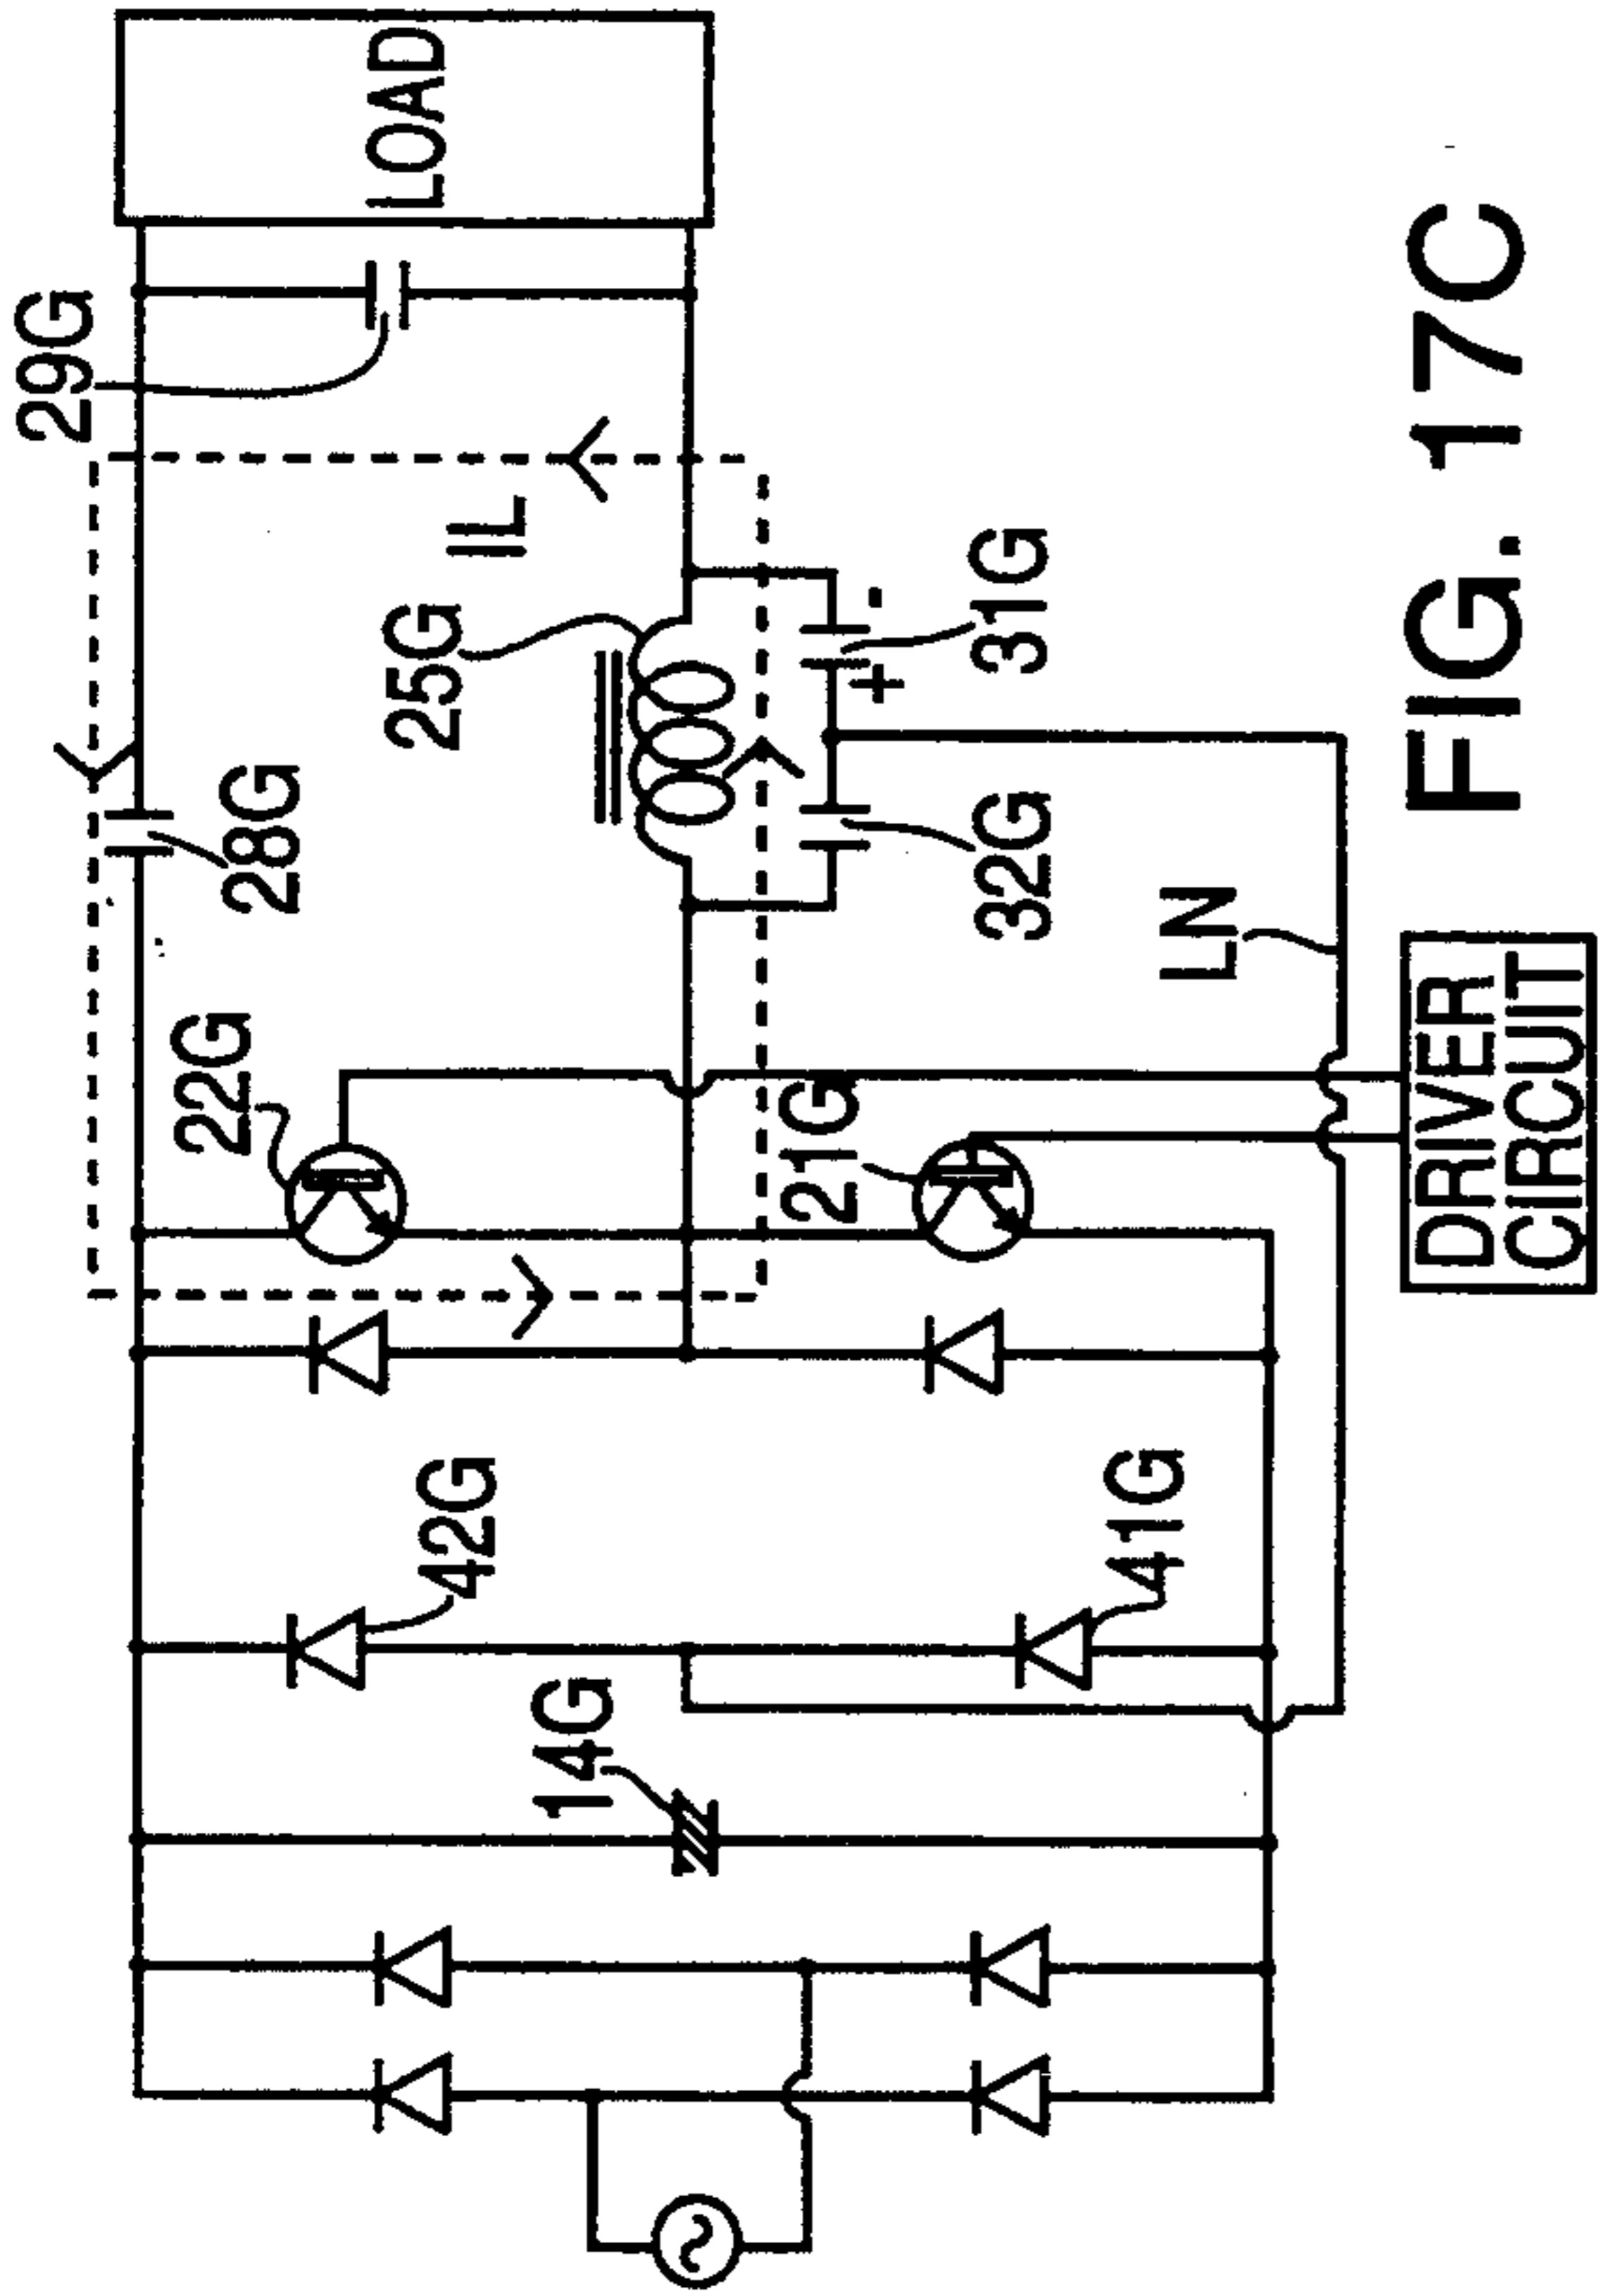 29G
LOAD
28G
IL
22G
25G
42G
14G
21G
31G
32G
41G
LN
DRIVER
CIRCUIT
+
-
FIG. 17C